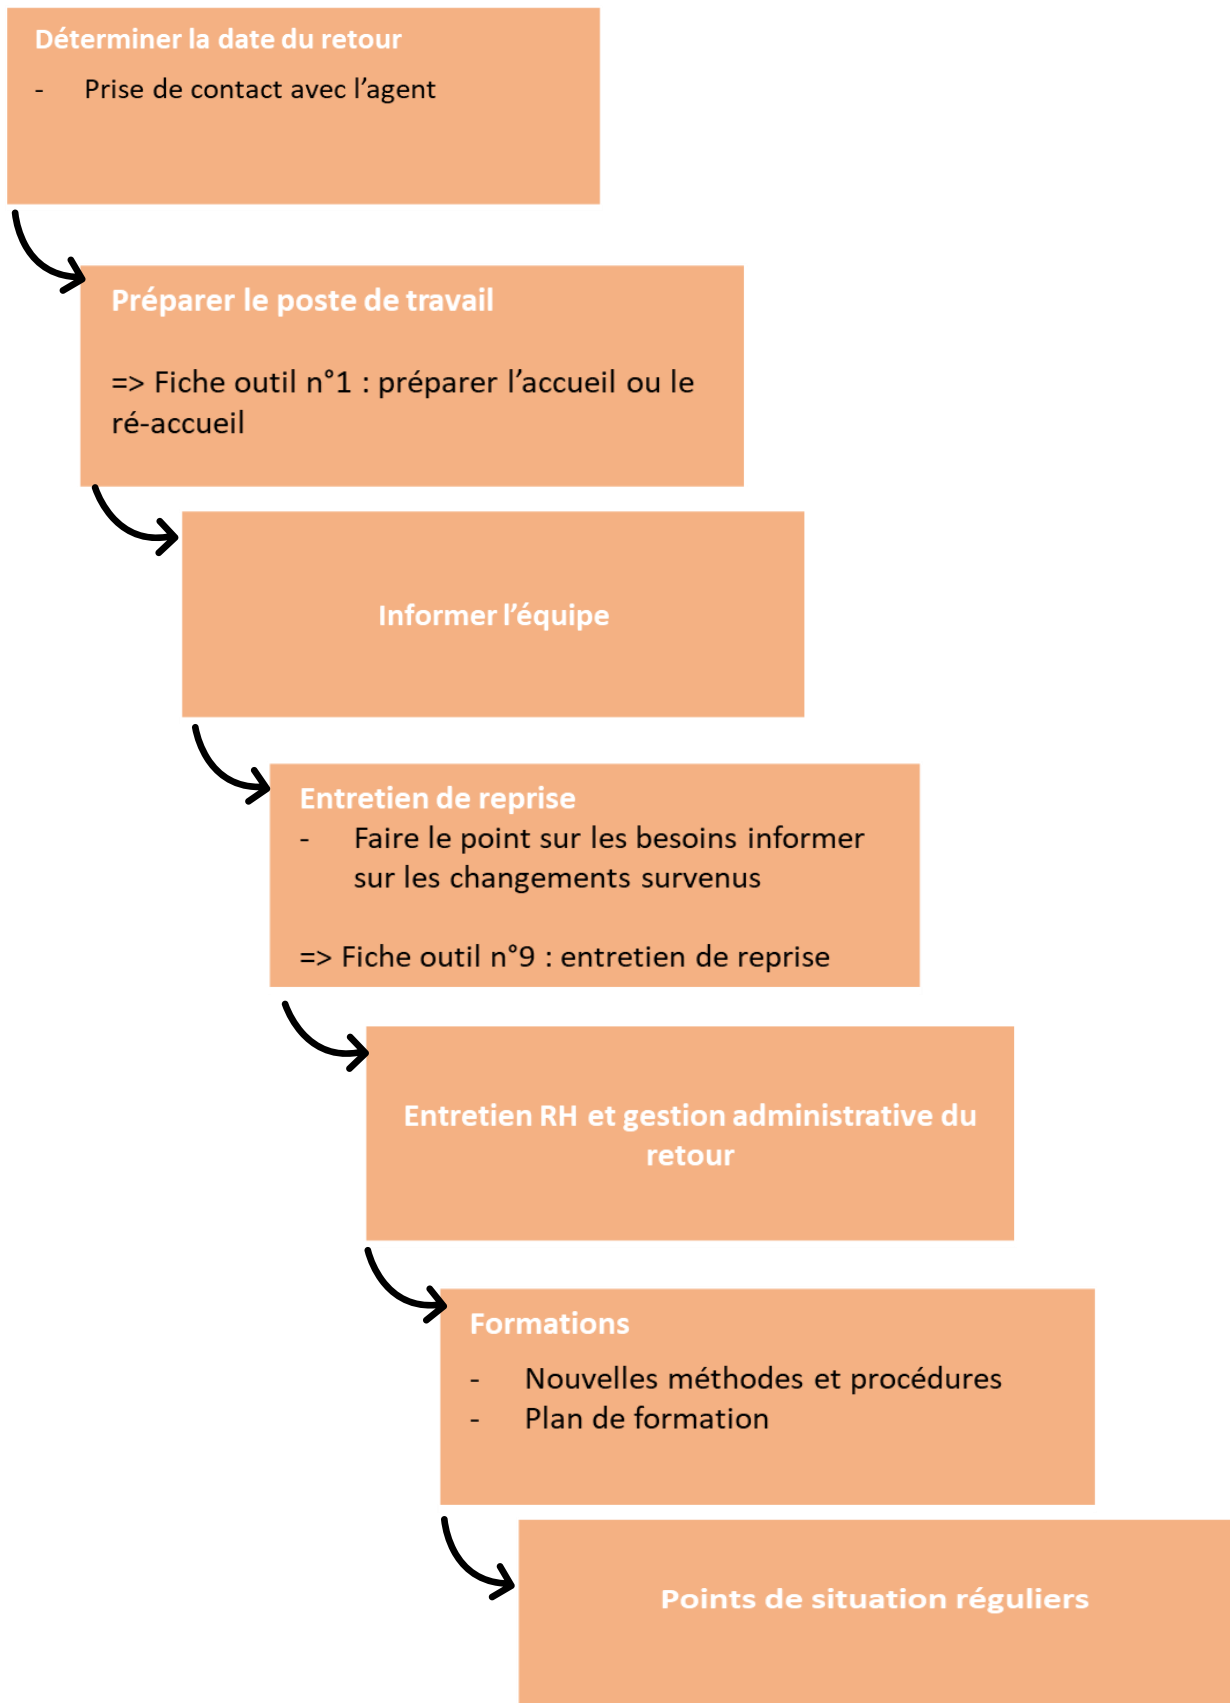 Déterminer la date du retour
- Prise de contact avec l’agent
Préparer le poste de travail
=> Fiche outil n°1 : préparer l’accueil ou le
ré-accueil
Informer l’équipe
Entretien de reprise
- Faire le point sur les besoins informer
sur les changements survenus
=> Fiche outil n°9 : entretien de reprise
Entretien RH et gestion administrative du
retour
Formations
- Nouvelles méthodes et procédures
- Plan de formation
Points de situation réguliers